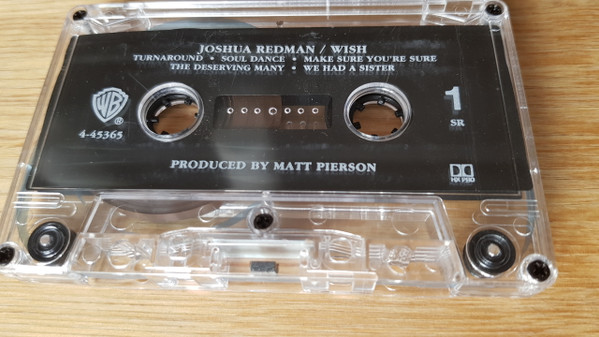 JOSHUA REDMAN / WISH
TURNAROUND • SOUL DANCE • MAKE SURE YOU'RE SURE
THE DESERVING MANY • WE HAD A SISTER
WB
®
4-45365
1
SR
PRODUCED BY MATT PIERSON
HX PRO